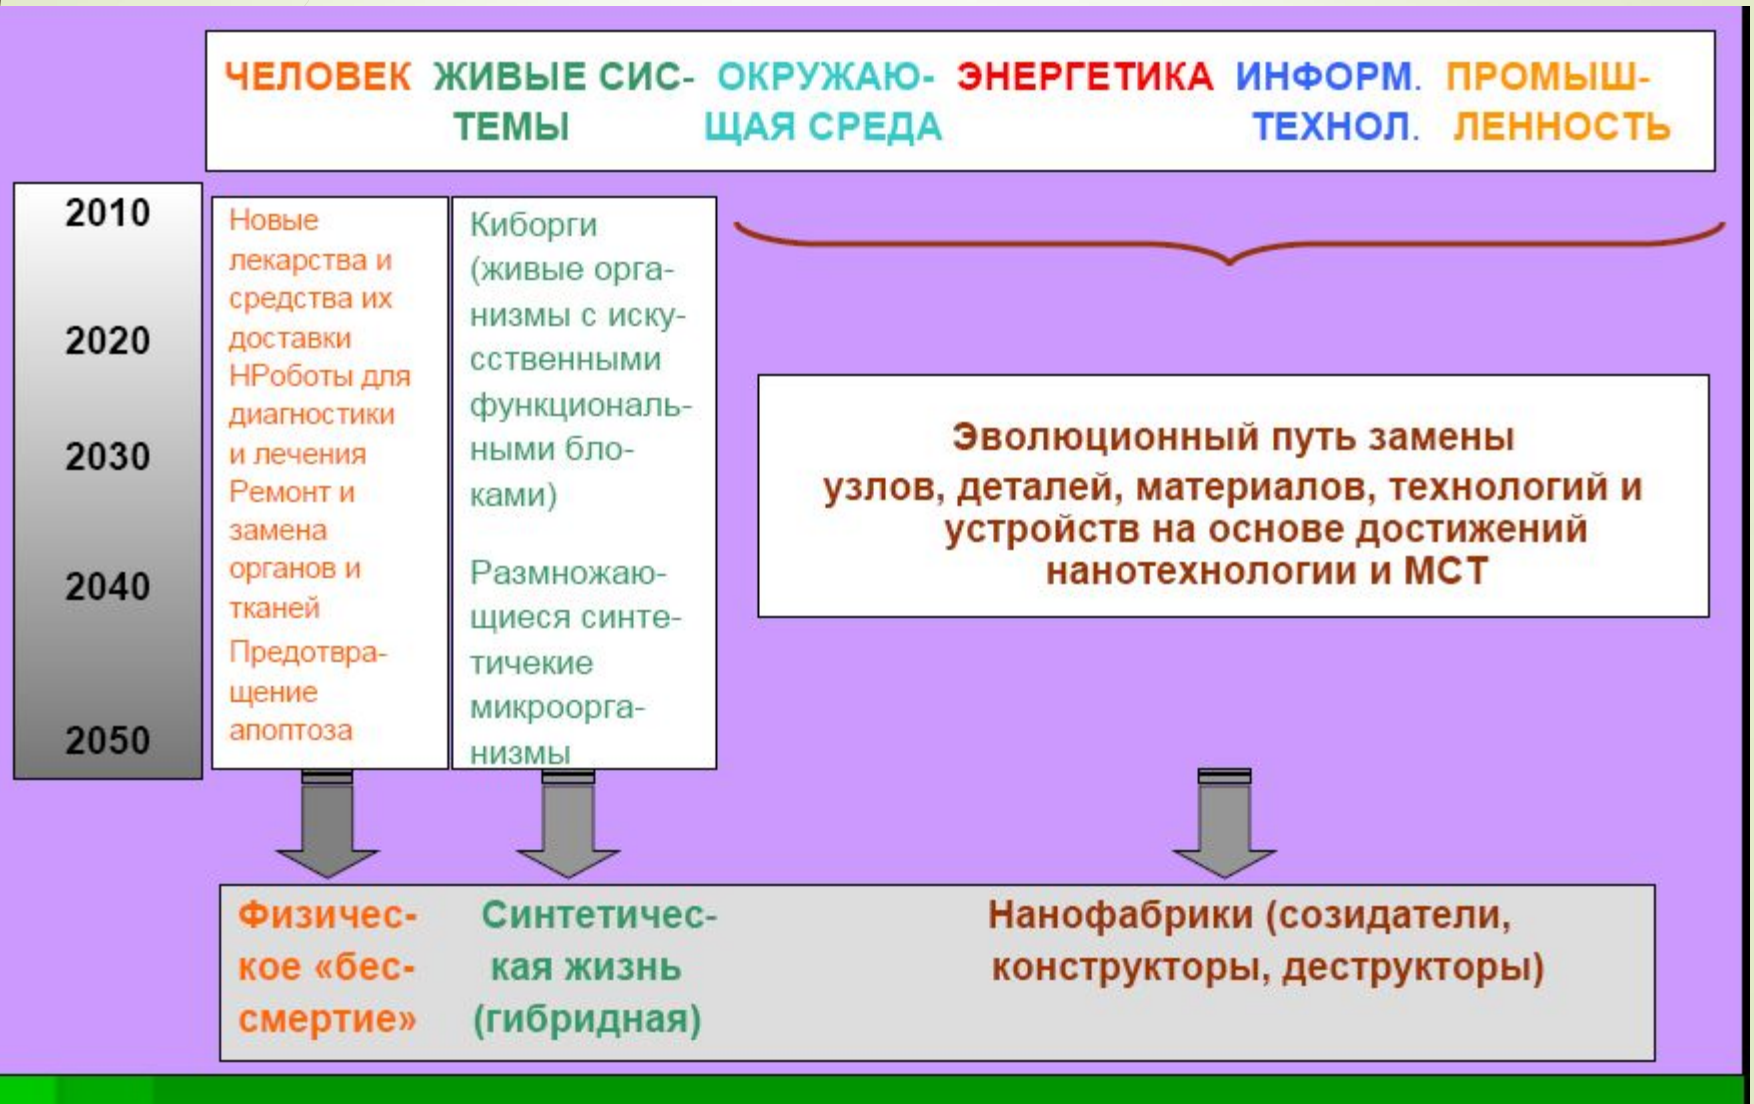 ЧЕЛОВЕК ЖИВЫЕ СИС- ОКРУЖАЮ- ЭНЕРГЕТИКА ИНФОРМ. ПРОМЫШ-
ТЕМЫ ЩАЯ СРЕДА ТЕХНОЛ. ЛЕННОСТЬ
2010
2020
2030
2040
2050
Новые
лекарства и
средства их
доставки
НРоботы для
диагностики
и лечения
Ремонт и
замена
органов и
тканей
Предотвра-
щение
апоптоза
Киборги
(живые орга-
низмы с иску-
сственными
функциональ-
ными бло-
ками)
Размножаю-
щиеся синте-
тичекие
микроорга-
низмы
Эволюционный путь замены
узлов, деталей, материалов, технологий и
устройств на основе достижений
нанотехнологии и МСТ
Физичес-
кое «бес-
смертие»
Синтетичес-
кая жизнь
(гибридная)
Нанофабрики (созидатели,
конструкторы, деструкторы)